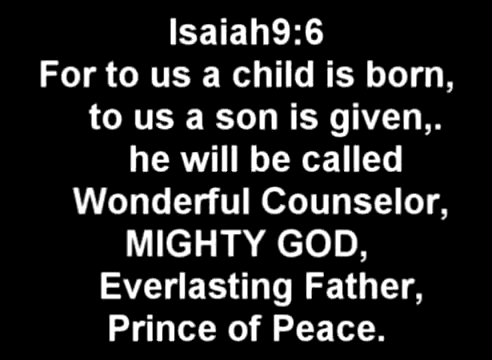 Isaiah9:6
For to us a child is born,
to us a son is given,.
he will be called
Wonderful Counselor,
MIGHTY GOD,
Everlasting Father,
Prince of Peace.